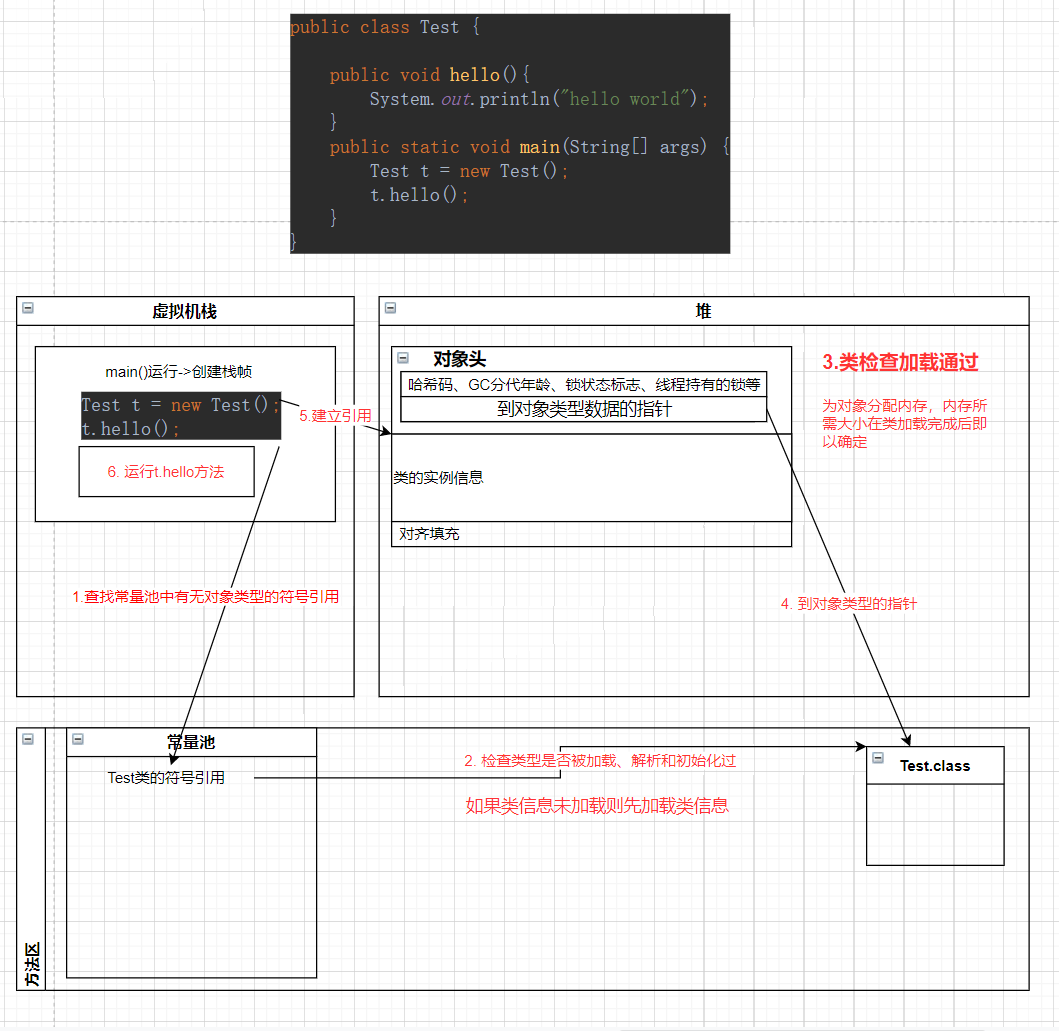 public class Test {
public void hello(){
System.out.println("hello world");
}
public static void main(String[] args) {
Test t = new Test();
t.hello();
}
}
虚拟机栈
main()运行->创建栈帧
Test t = new Test();
t.hello();
6. 运行t.hello方法
5.建立引用
堆
对象头
哈希码、GC分代年龄、锁状态标志、线程持有的锁等
到对象类型数据的指针
类的实例信息
对齐填充
3.类检查加载通过
为对象分配内存，内存所
需大小在类加载完成后即
以确定
1.查找常量池中有无对象类型的符号引用
4. 到对象类型的指针
方法区
常量池
Test类的符号引用
2. 检查类型是否被加载、解析和初始化过
如果类信息未加载则先加载类信息
Test.class